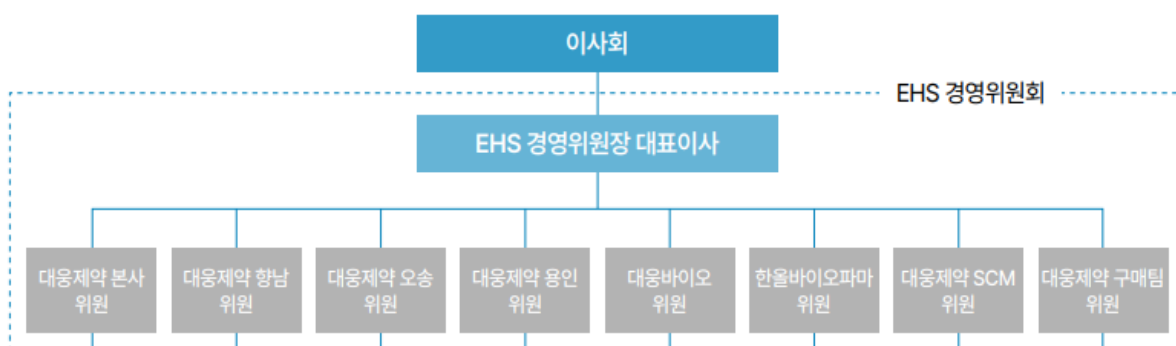 이사회
EHS 경영위원회
EHS 경영위원장 대표이사
대웅제약 본사
위원
대웅제약 향남
위원
대웅제약 오송
위원
대웅제약 용인
위원
대웅바이오
위원
한올바이오파마
위원
대웅제약 SCM
위원
대웅제약 구매팀
위원